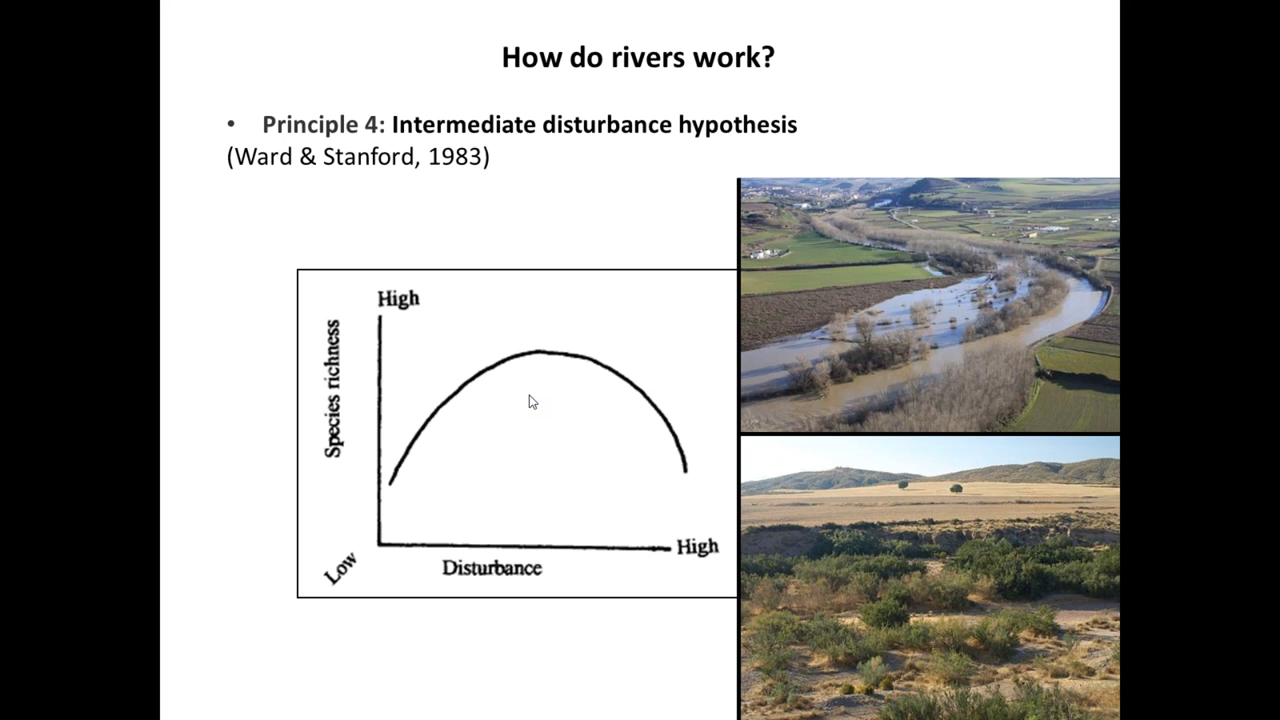 How do rivers work?
• Principle 4: Intermediate disturbance hypothesis
(Ward & Stanford, 1983)
High
Species richness
Low
Disturbance
High